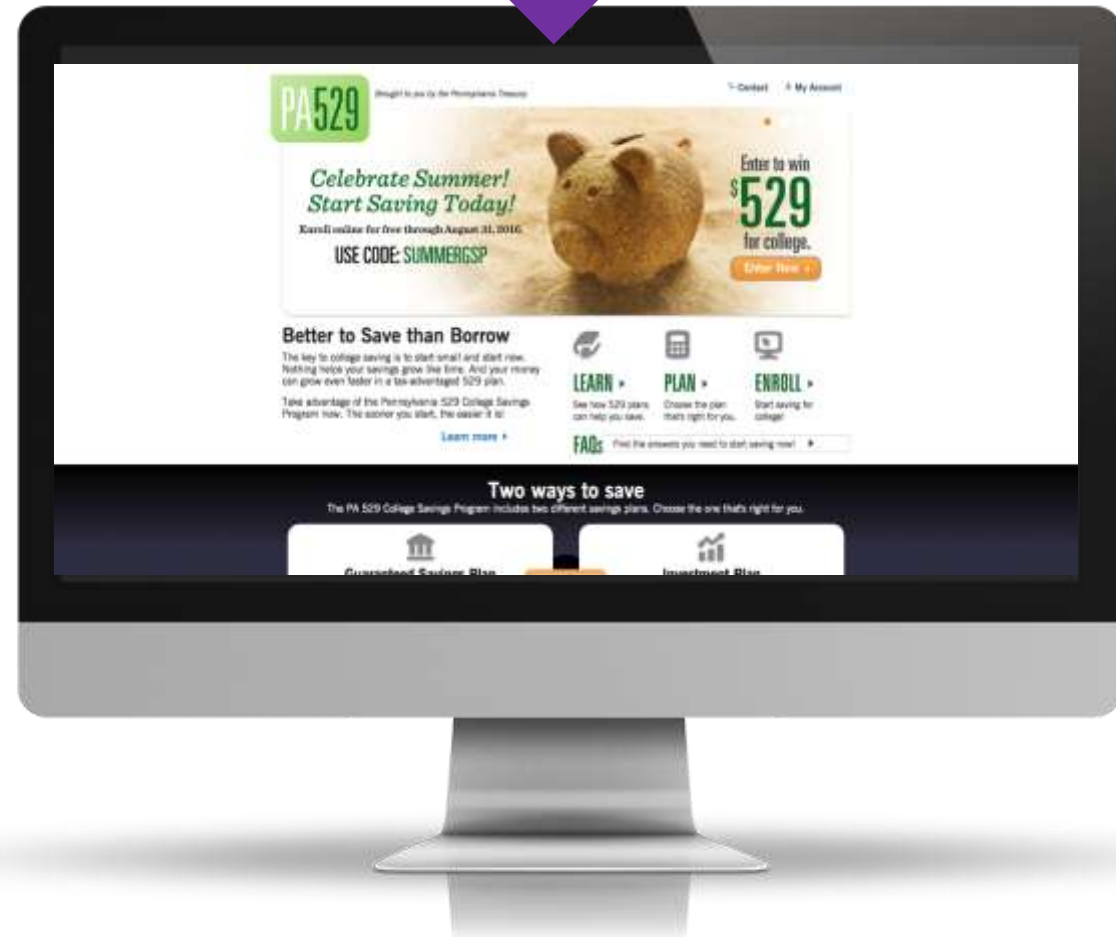 PA529
Brought to you by the Pennsylvania Treasury
Contact My Account
Celebrate Summer!
Start Saving Today!
Enroll online for free through August 31, 2016.
USE CODE: SUMMERGSP
Enter to win
$529
for college.
Enter Now
Better to Save than Borrow
The key to college saving is to start small and start now.
Nothing helps your savings grow like time. And your money
can grow even faster in a tax-advantaged 529 plan.
Take advantage of the Pennsylvania 529 College Savings
Program now. The sooner you start, the easier it is!
Learn more
LEARN
See how 529 plans
can help you save.
PLAN
Choose the plan
that's right for you.
ENROLL
Start saving for
college!
FAQs Find the answers you need to start saving now!
Two ways to save
The PA 529 College Savings Program includes two different savings plans. Choose the one that's right for you.
Guaranteed Savings Plan
Investment Plan